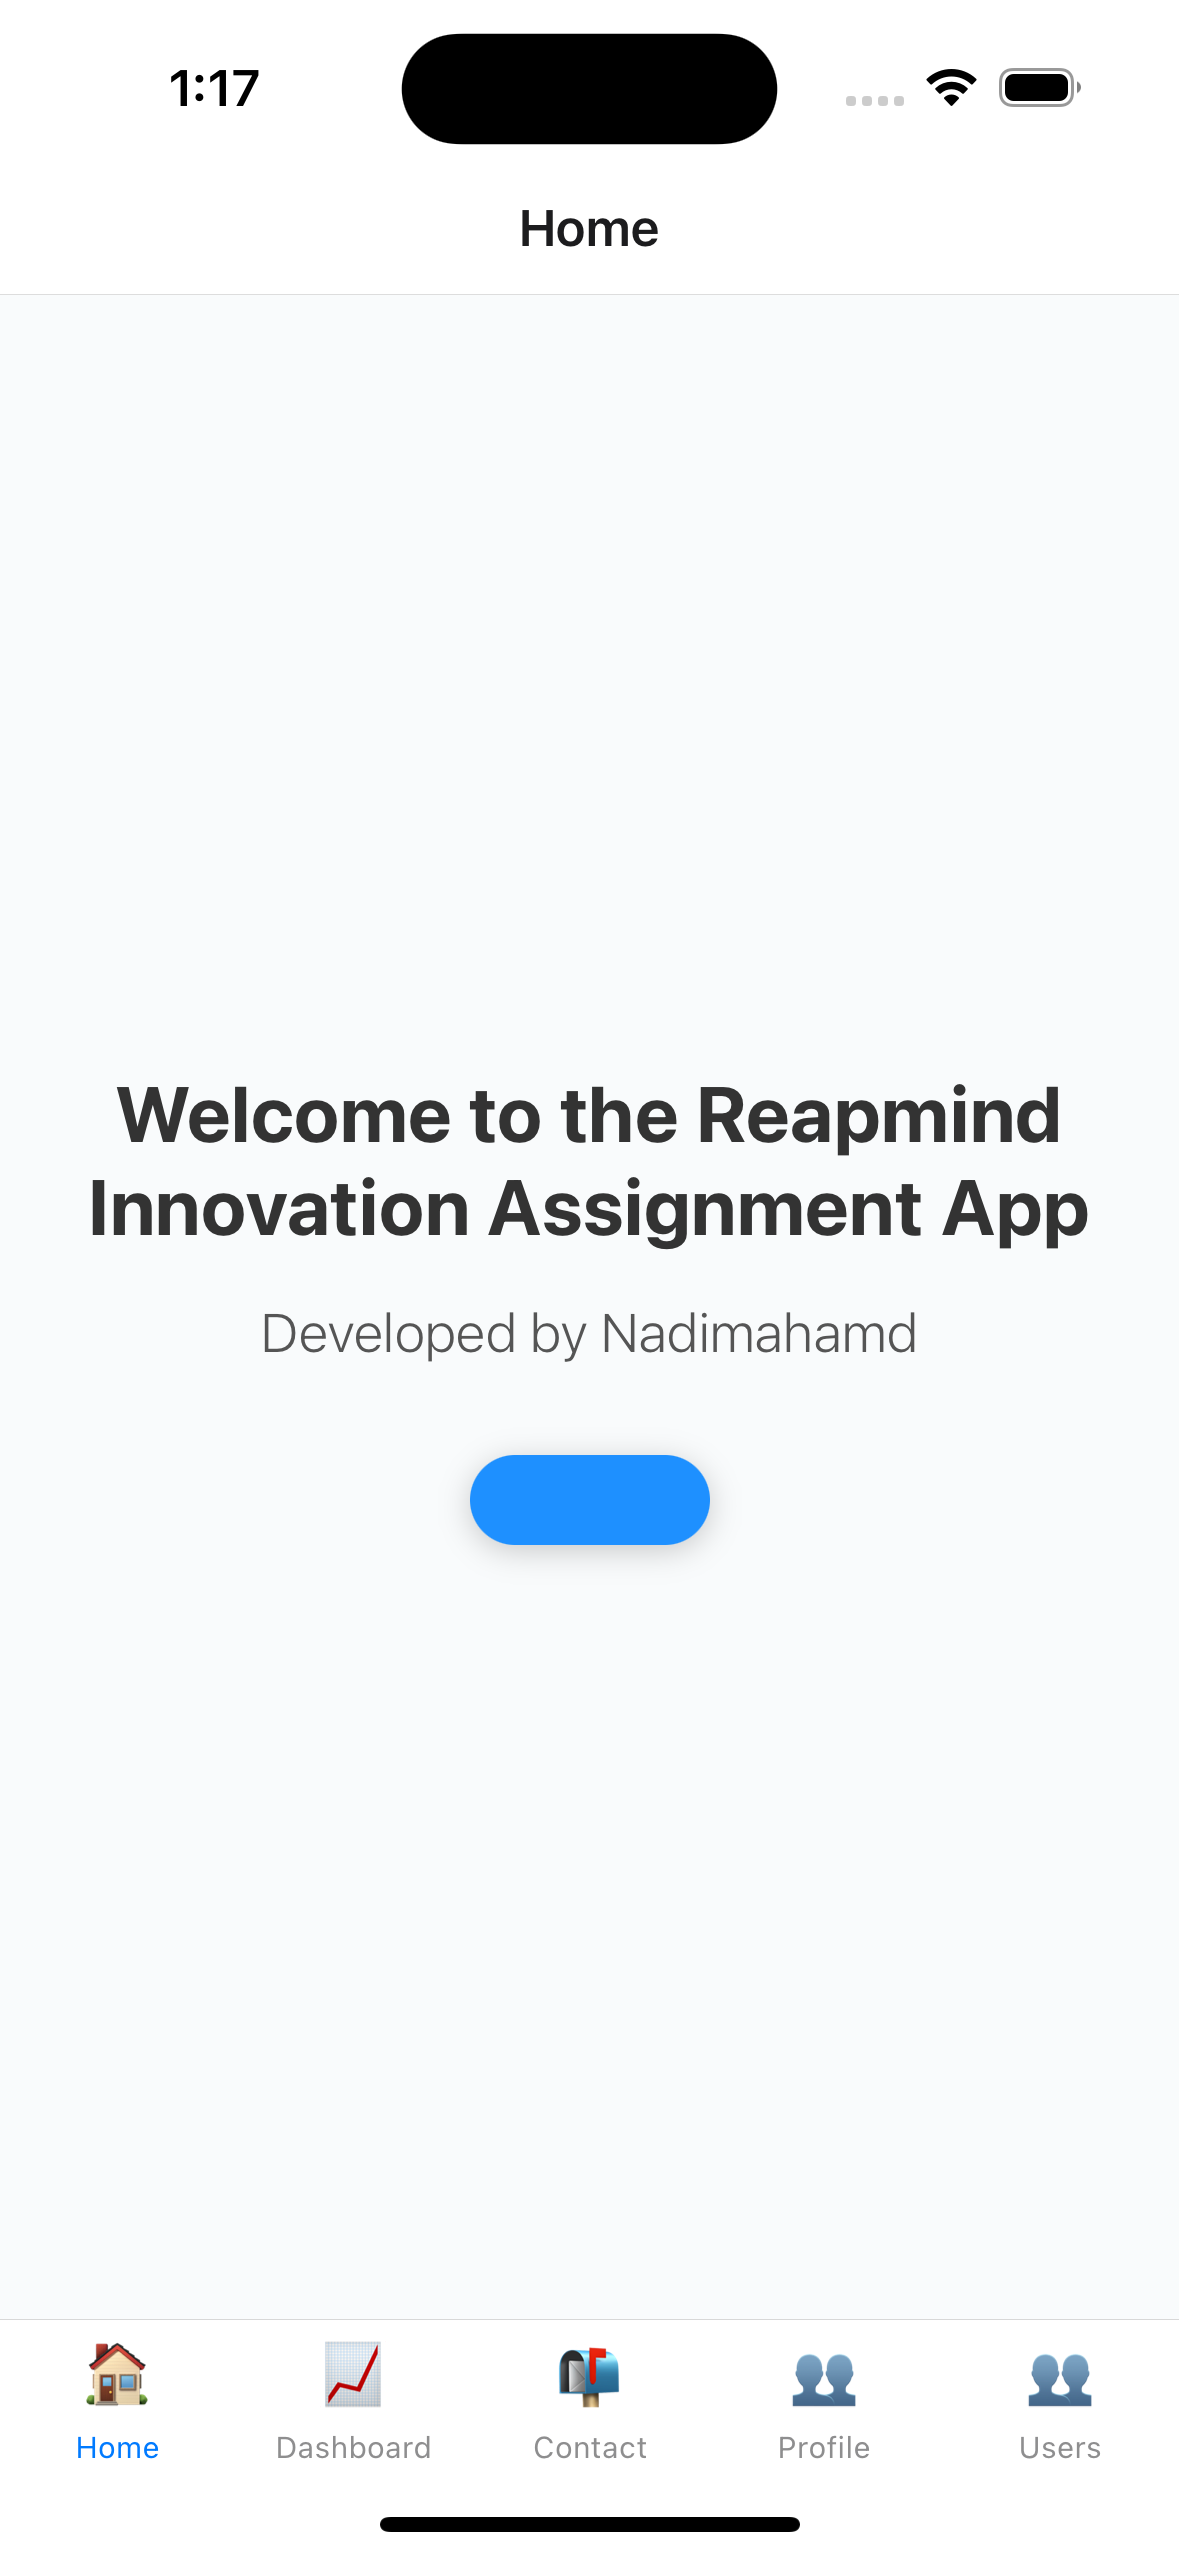 1:17
Home
Welcome to the Reapmind
Innovation Assignment App
Developed by Nadimahamd
Home
Dashboard
Contact
Profile
Users